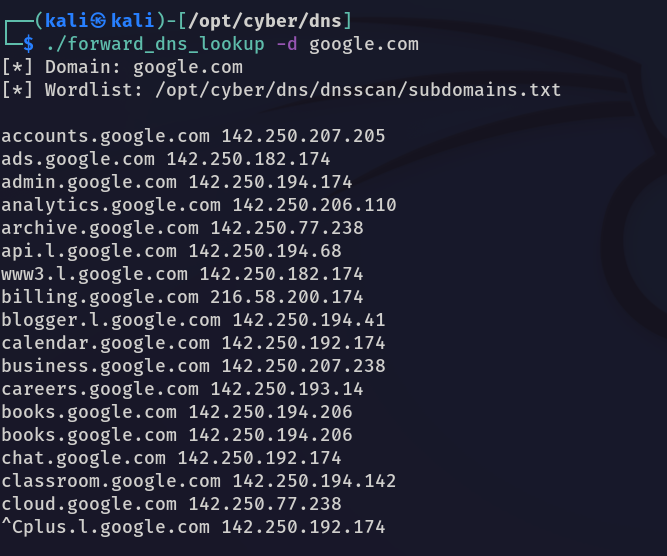 ┌──(kali㉿kali)-[/opt/cyber/dns]
└─$ ./forward_dns_lookup -d google.com
[*] Domain: google.com
[*] Wordlist: /opt/cyber/dns/dnsscan/subdomains.txt

accounts.google.com 142.250.207.205
ads.google.com 142.250.182.174
admin.google.com 142.250.194.174
analytics.google.com 142.250.206.110
archive.google.com 142.250.77.238
api.l.google.com 142.250.194.68
www3.l.google.com 142.250.182.174
billing.google.com 216.58.200.174
blogger.l.google.com 142.250.194.41
calendar.google.com 142.250.192.174
business.google.com 142.250.207.238
careers.google.com 142.250.193.14
books.google.com 142.250.194.206
books.google.com 142.250.194.206
chat.google.com 142.250.192.174
classroom.google.com 142.250.194.142
cloud.google.com 142.250.77.238
^Cplus.l.google.com 142.250.192.174